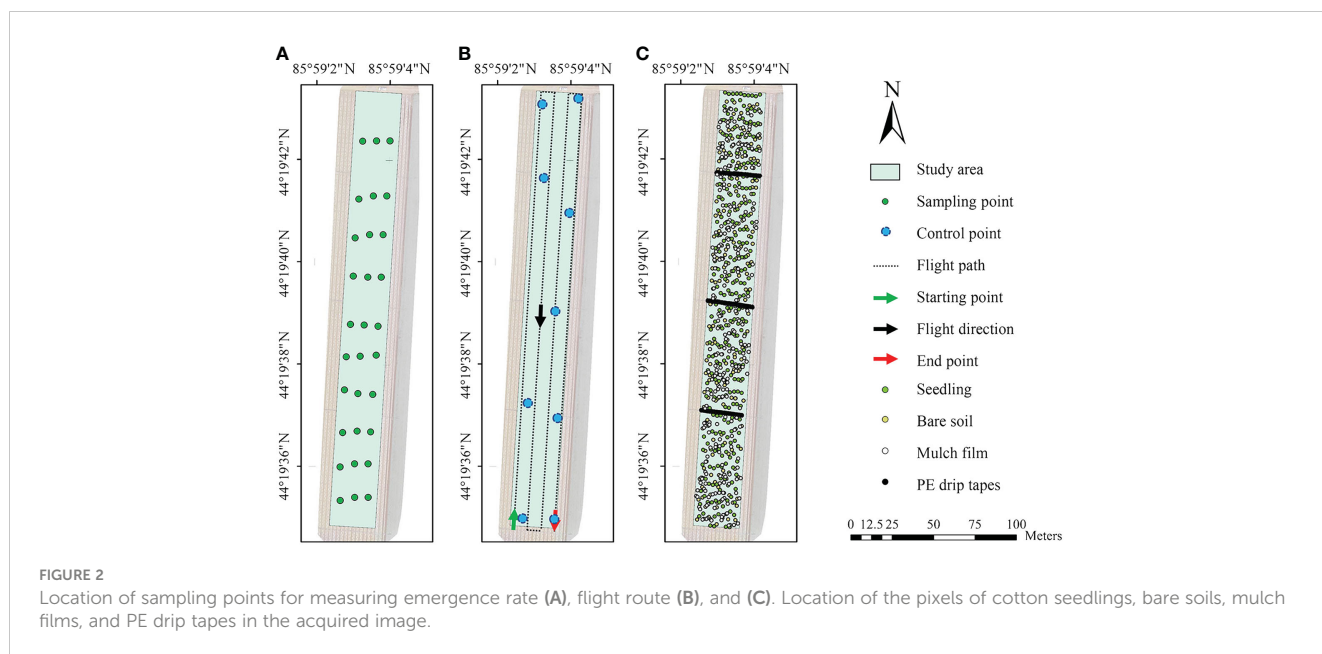 A
B
C
85°59'2"N 85°59'4"N
85°59'2"N 85°59'4"N
85°59'2"N 85°59'4"N
44°19'42"N
44°19'40"N
44°19'38"N
44°19'36"N
44°19'42"N
44°19'40"N
44°19'38"N
44°19'36"N
44°19'42"N
44°19'40"N
44°19'38"N
44°19'36"N
N
Study area
Sampling point
Control point
Flight path
Starting point
Flight direction
End point
Seedling
Bare soil
Mulch film
PE drip tapes
0 12.5 25 50 75 100
Meters
FIGURE 2
Location of sampling points for measuring emergence rate (A), flight route (B), and (C). Location of the pixels of cotton seedlings, bare soils, mulch
films, and PE drip tapes in the acquired image.